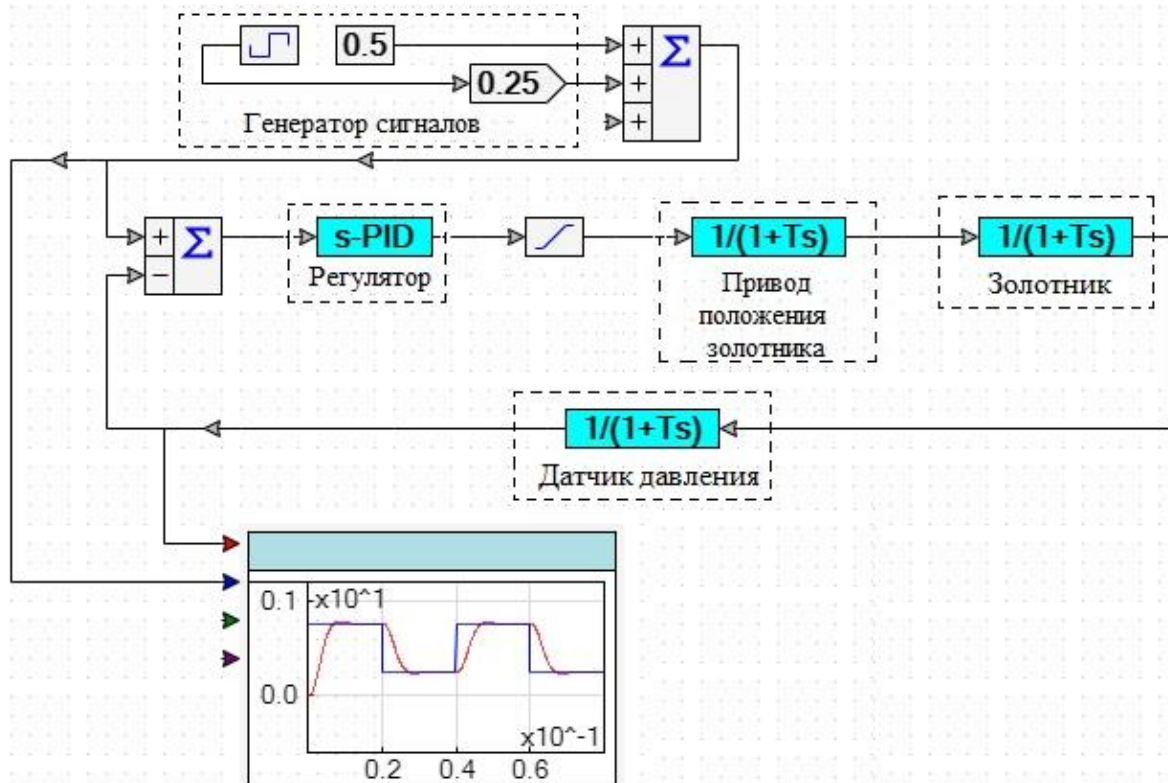 0.5
+ Σ
0.25
+
+
Генератор сигналов
+ Σ
−
s-PID
Регулятор
1/(1+Ts)
Привод
положения
золотника
1/(1+Ts)
Золотник
1/(1+Ts)
Датчик давления
0.1 x10^1
0.0
x10^-1
0.2 0.4 0.6